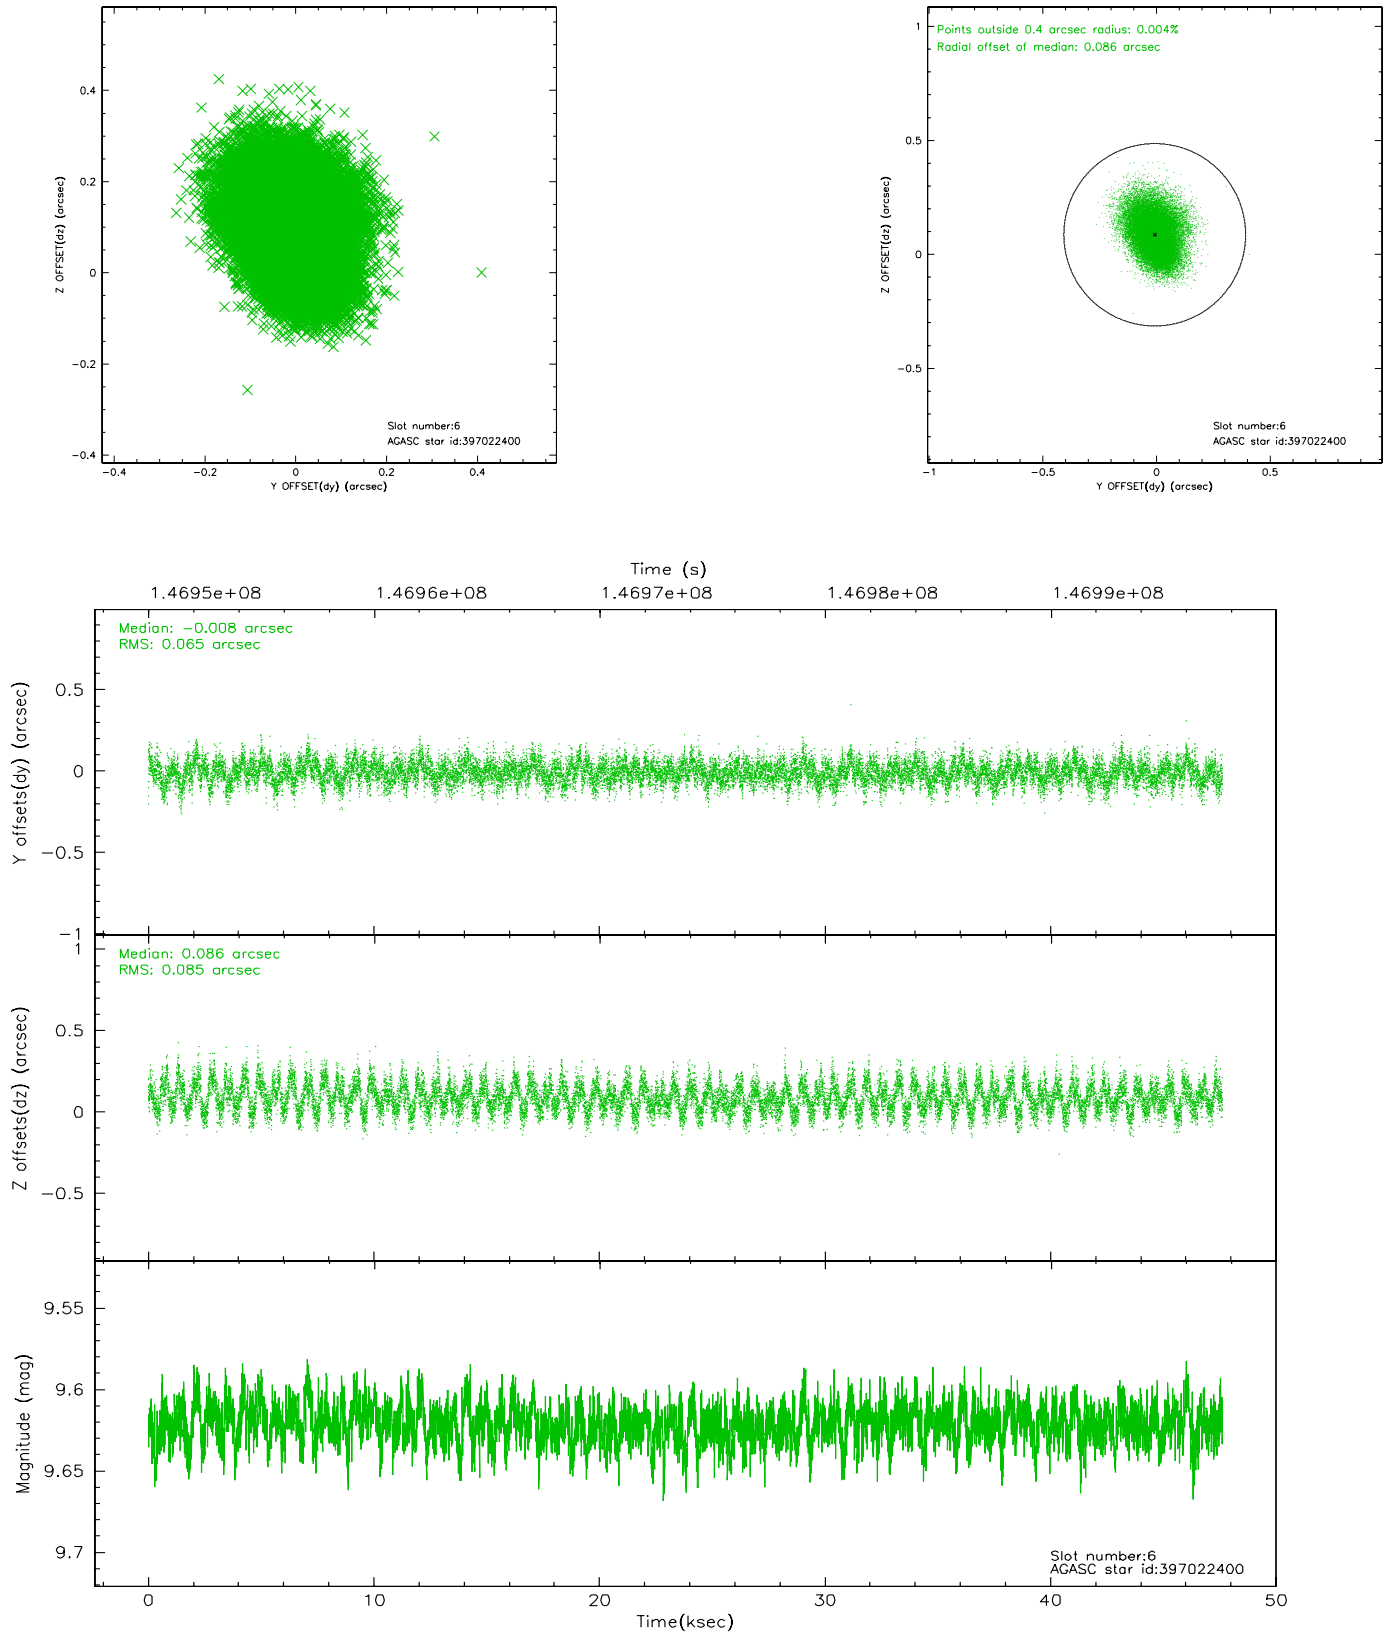 0.4
0.2
0
-0.2
-0.4
-0.4
-0.2
0
0.2
0.4
Z OFFSET(dz) (arcsec)
Y OFFSET(dy) (arcsec)
Slot number:6
AGASC star id:397022400
Points outside 0.4 arcsec radius: 0.004%
Radial offset of median: 0.086 arcsec
1
0.5
0
-0.5
-1
-0.5
0
0.5
Z OFFSET(dz) (arcsec)
Y OFFSET(dy) (arcsec)
Slot number:6
AGASC star id:397022400
Time (s)
1.4695e+08
1.4696e+08
1.4697e+08
1.4698e+08
1.4699e+08
Median: -0.008 arcsec
RMS: 0.065 arcsec
0.5
0
-0.5
-1
Y offsets(dy) (arcsec)
Median: 0.086 arcsec
RMS: 0.085 arcsec
1
0.5
0
-0.5
Z offsets(dz) (arcsec)
9.55
9.6
9.65
9.7
Magnitude (mag)
Slot number:6
AGASC star id:397022400
0
10
20
30
40
50
Time(ksec)